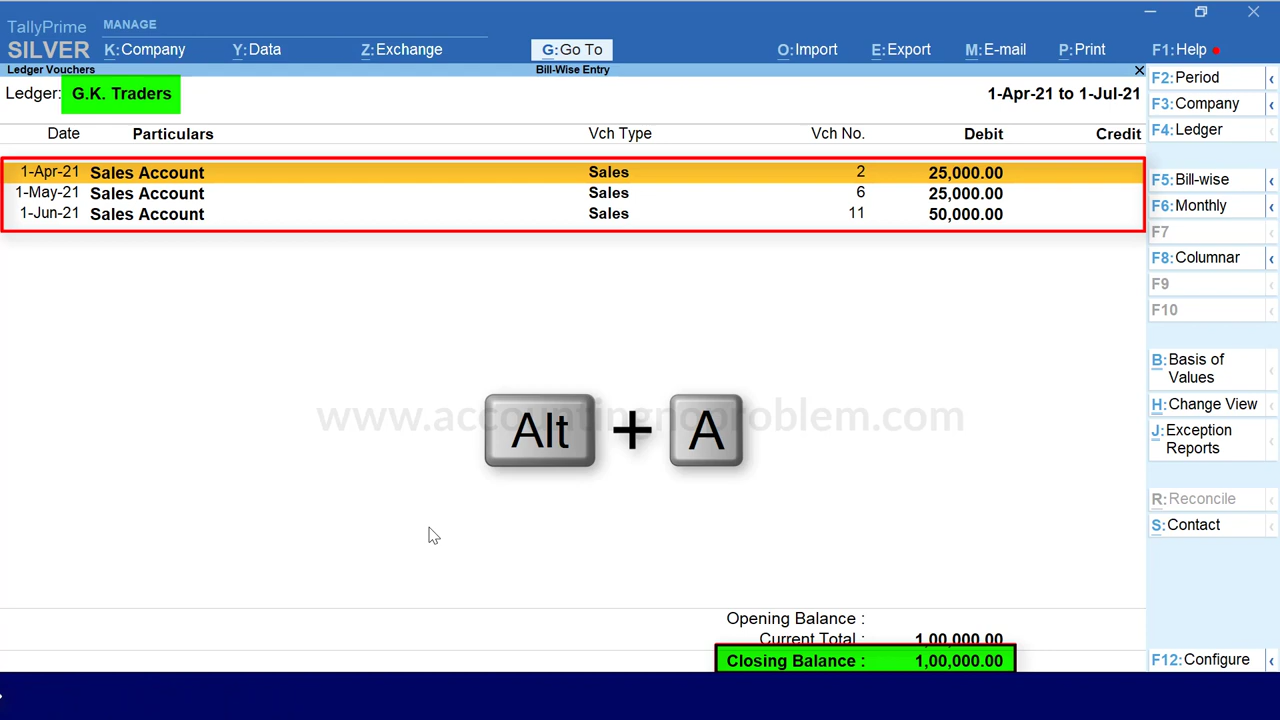 TallyPrime
SILVER
MANAGE
K:Company Y:Data Z:Exchange G:Go To O:Import E:Export M:E-mail P:Print F1:Help
Ledger Vouchers Bill-Wise Entry
Ledger: G.K. Traders 1-Apr-21 to 1-Jul-21
Date Particulars Vch Type Vch No. Debit Credit
1-Apr-21 Sales Account Sales 2 25,000.00
1-May-21 Sales Account Sales 6 25,000.00
1-Jun-21 Sales Account Sales 11 50,000.00
www.accountingnoproblem.com
Alt + A
Opening Balance :
Current Total : 1,00,000.00
Closing Balance : 1,00,000.00
F2:Period
F3:Company
F4:Ledger
F5:Bill-wise
F6:Monthly
F7
F8:Columnar
F9
F10
B:Basis of
Values
H:Change View
J:Exception
Reports
R:Reconcile
S:Contact
F12:Configure